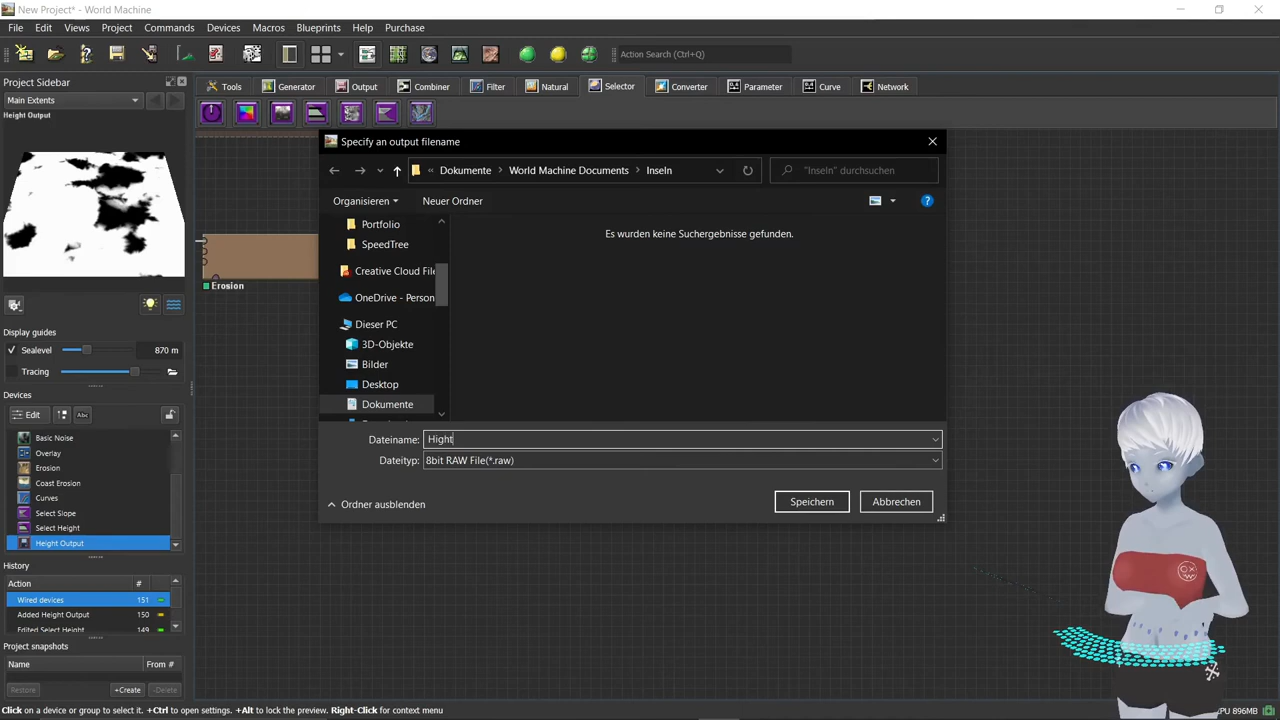 New Project* - World Machine
File Edit Views Project Commands Devices Macros Blueprints Help Purchase
Action Search (Ctrl+Q)
Project Sidebar
Tools Generator Output Combiner Filter Natural Selector Converter Parameter Curve Network
Main Extents
Height Output
Specify an output filename
« Dokumente World Machine Documents Inseln
"Inseln" durchsuchen
Organisieren Neuer Ordner
Portfolio
SpeedTree
Creative Cloud File
OneDrive - Person
Dieser PC
3D-Objekte
Bilder
Desktop
Dokumente
Es wurden keine Suchergebnisse gefunden.
Dateiname: Hight
Dateityp: 8bit RAW File(*.raw)
Ordner ausblenden
Speichern Abbrechen
Erosion
Display guides
Sealevel 870 m
Tracing
Devices
Edit Abc
Basic Noise
Overlay
Erosion
Coast Erosion
Curves
Select Slope
Select Height
Height Output
History
Action #
Wired devices 151
Added Height Output 150
Edited Select Height 149
Project snapshots
Name From #
Restore +Create -Delete
Click on a device or group to select it. +Ctrl to open settings. +Alt to lock the preview. Right-Click for context menu
CPU 896MB